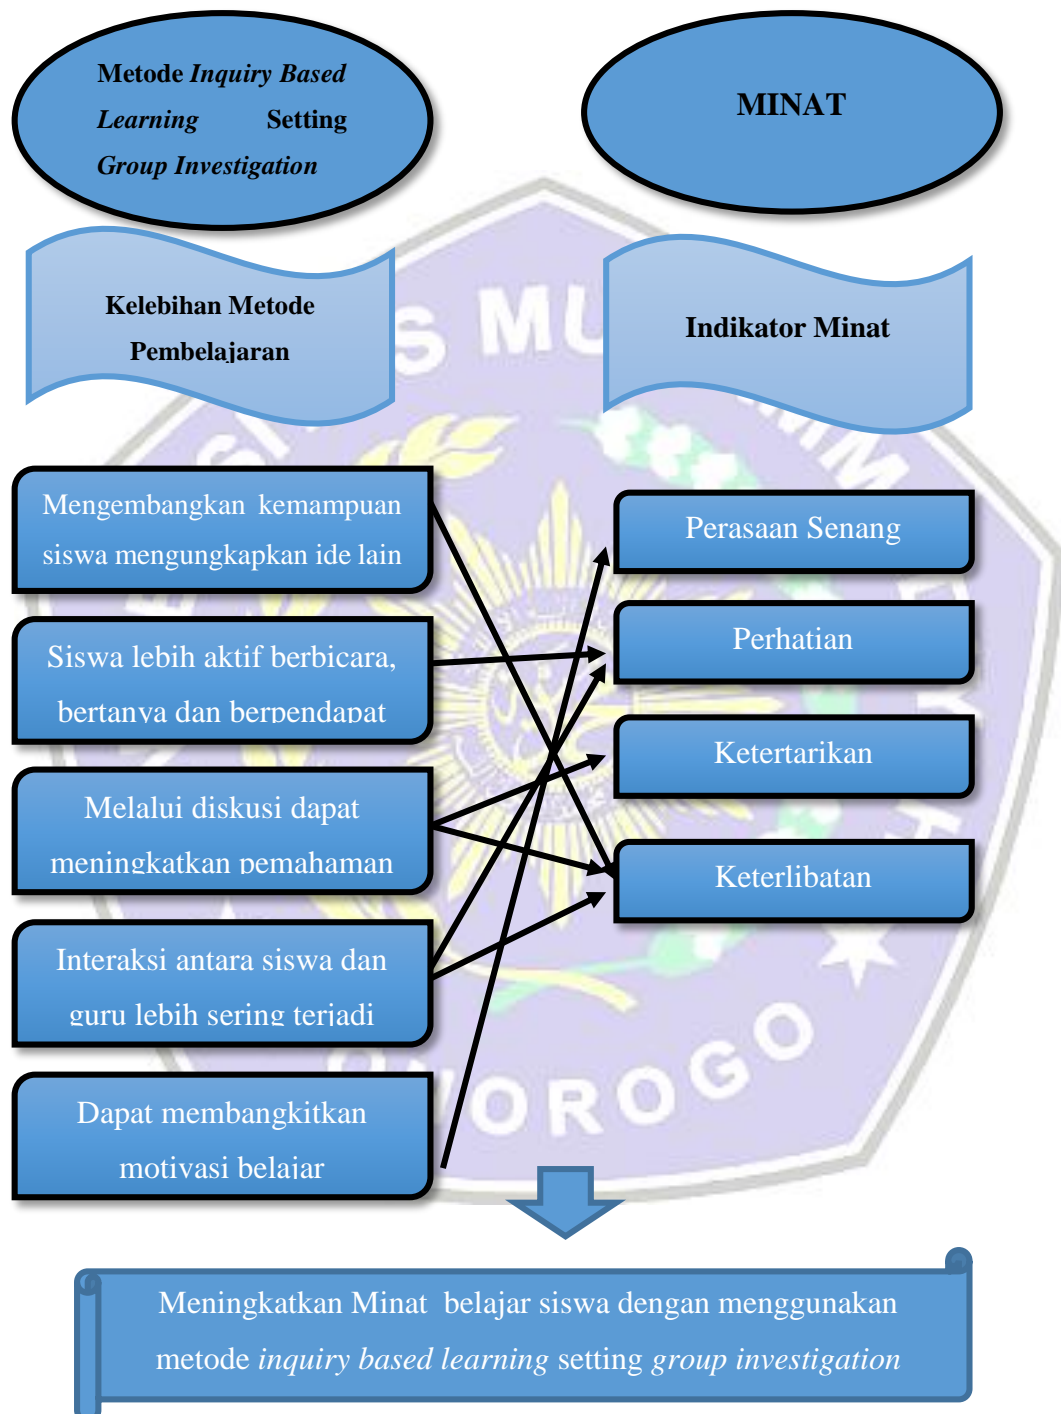 Metode Inquiry Based
Learning Setting
Group Investigation
MINAT
Kelebihan Metode
Pembelajaran
Indikator Minat
Mengembangkan kemampuan
siswa mengungkapkan ide lain
Siswa lebih aktif berbicara,
bertanya dan berpendapat
Melalui diskusi dapat
meningkatkan pemahaman
Interaksi antara siswa dan
guru lebih sering terjadi
Dapat membangkitkan
motivasi belajar
Perasaan Senang
Perhatian
Ketertarikan
Keterlibatan
Meningkatkan Minat belajar siswa dengan menggunakan
metode inquiry based learning setting group investigation